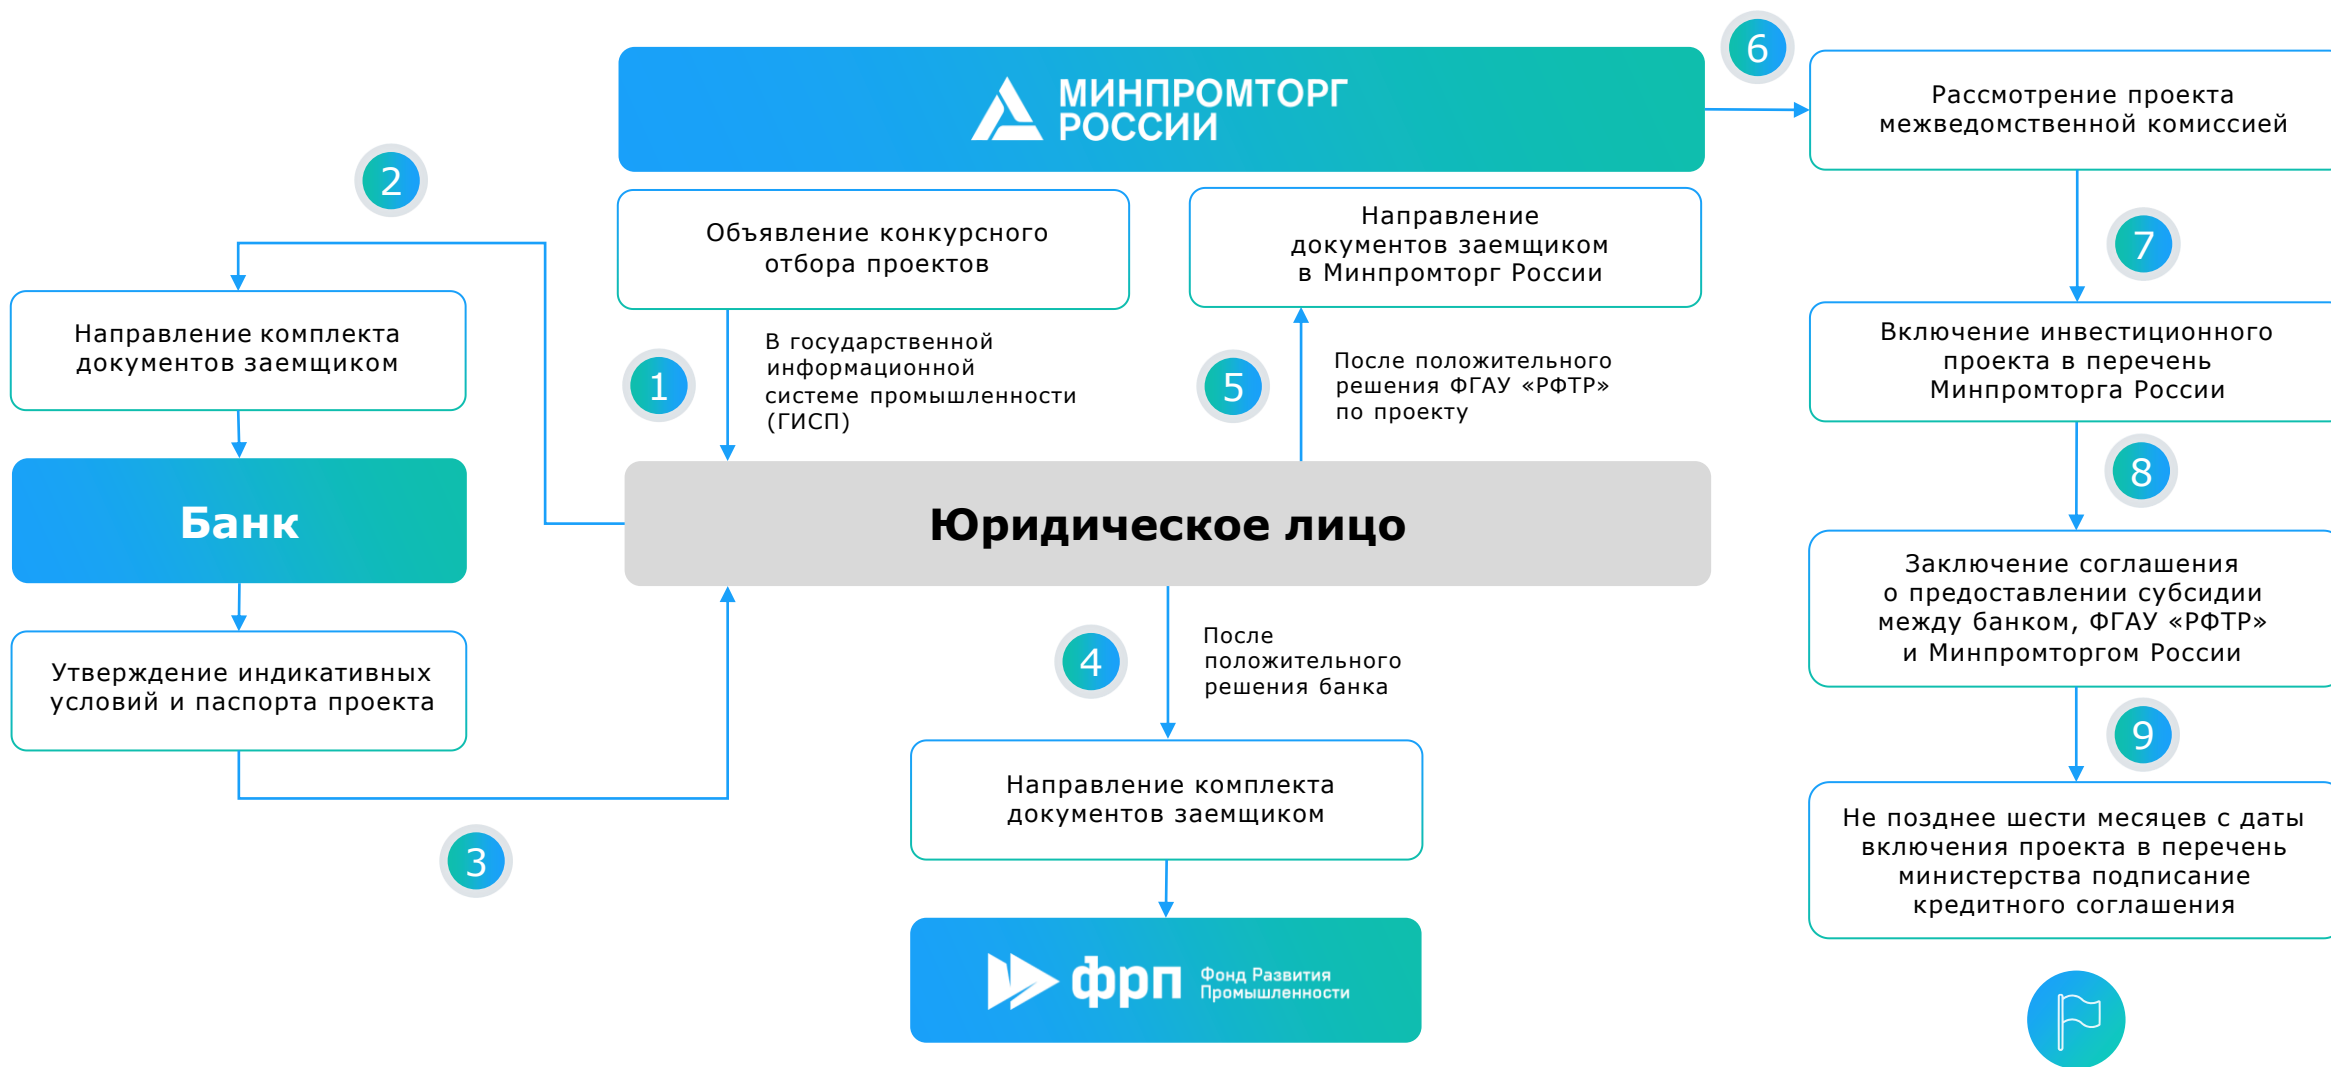 МИНПРОМТОРГ
РОССИИ
6
Рассмотрение проекта
межведомственной комиссией
2
Объявление конкурсного
отбора проектов
Направление
документов заемщиком
в Минпромторг России
7
Направление комплекта
документов заемщиком
1
В государственной
информационной
системе промышленности
(ГИСП)
5
После положительного
решения ФГАУ «РФТР»
по проекту
Включение инвестиционного
проекта в перечень
Минпромторга России
8
Банк
Юридическое лицо
Заключение соглашения
о предоставлении субсидии
между банком, ФГАУ «РФТР»
и Минпромторгом России
Утверждение индикативных
условий и паспорта проекта
4
После
положительного
решения банка
9
3
Направление комплекта
документов заемщиком
Не позднее шести месяцев с даты
включения проекта в перечень
министерства подписание
кредитного соглашения
фрп
Фонд Развития
Промышленности